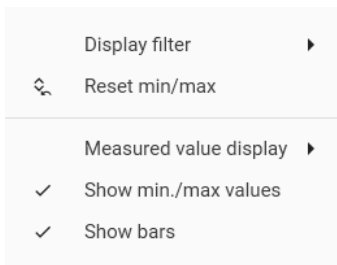 Display filter
Reset min/max
Measured value display
Show min./max values
Show bars